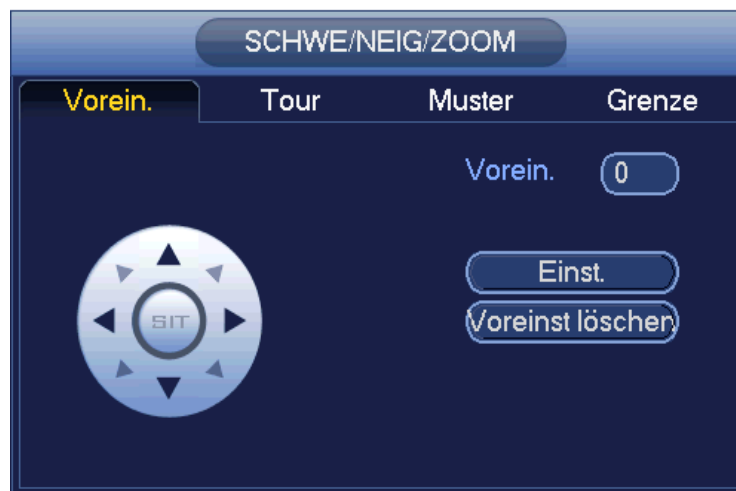 SCHWE/NEIG/ZOOM
Vorein. Tour Muster Grenze
Vorein. 0
Einst.
SIT
Voreinst löschen